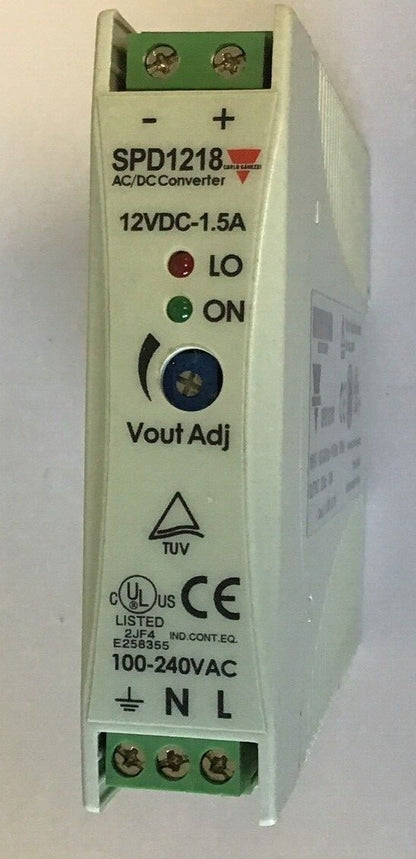 - +
SPD1218 CARLO GAVAZZI
AC/DC Converter
12VDC-1.5A
LO
ON
Vout Adj
TUV
C UL ® US CE
LISTED
2JF4 IND.CONT.EQ.
E258355
100-240VAC
N L